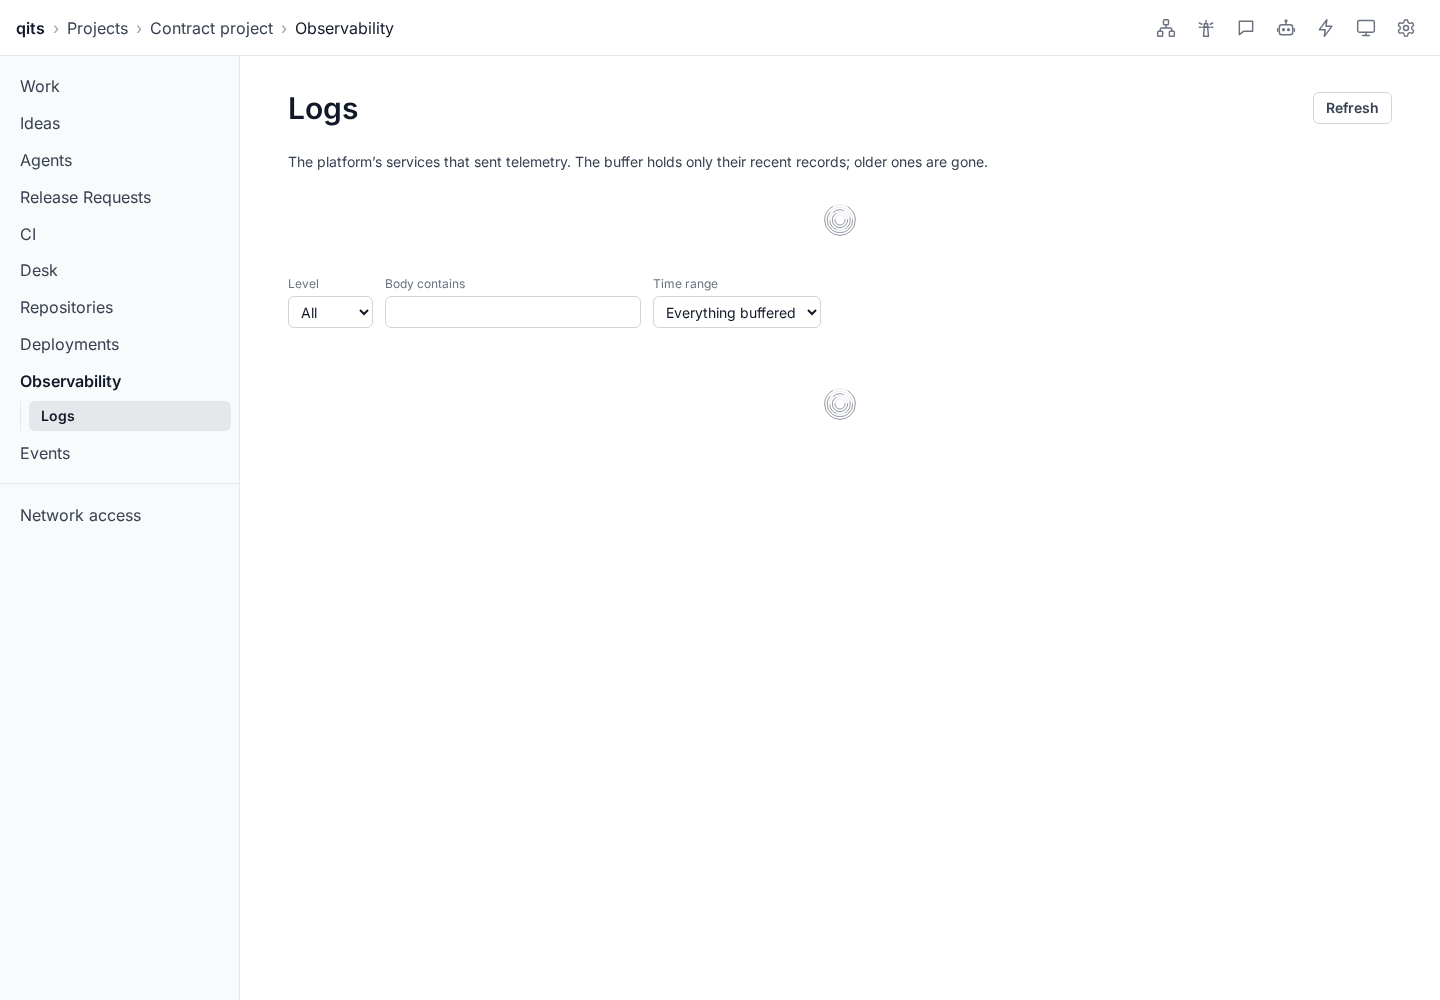 qits › Projects › Contract project › Observability
Work
Ideas
Agents
Release Requests
CI
Desk
Repositories
Deployments
Observability
Logs
Events
Network access
Logs
Refresh
The platform’s services that sent telemetry. The buffer holds only their recent records; older ones are gone.
Level
Body contains
Time range
All
Everything buffered